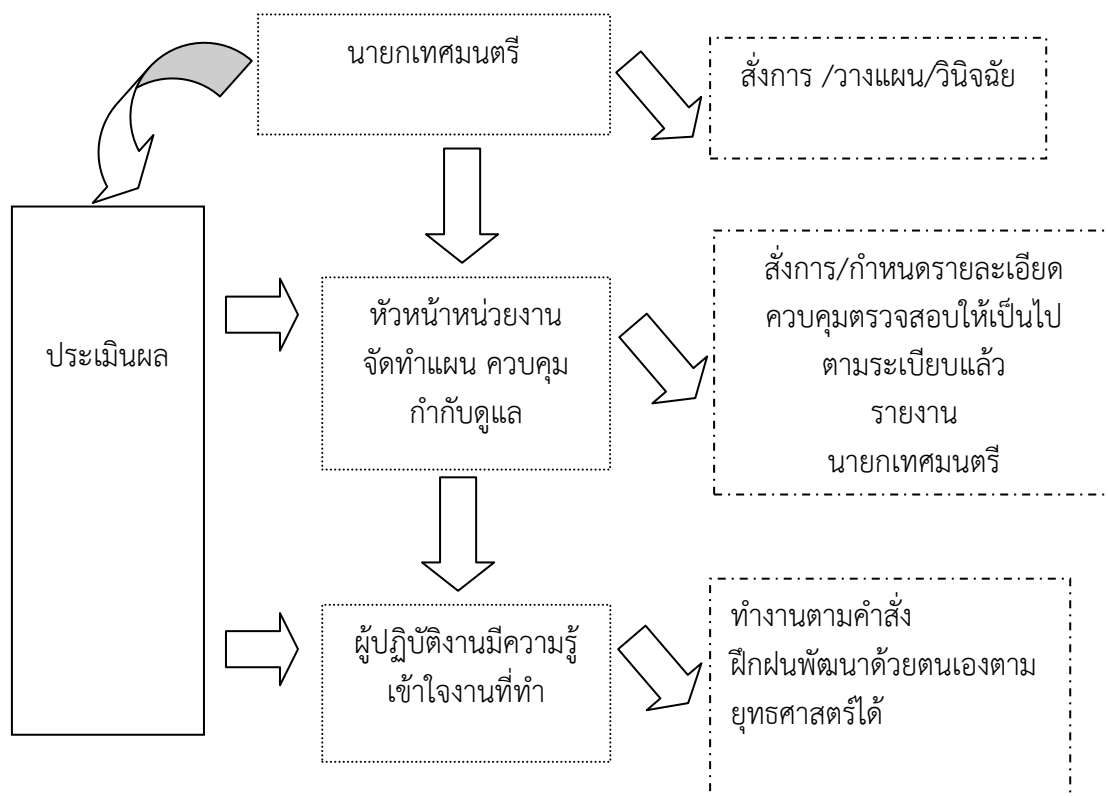 นายกเทศมนตรี
สั่งการ /วางแผน/วินิจฉัย
ประเมินผล
หัวหน้าหน่วยงาน
จัดทำแผน ควบคุม
กำกับดูแล
สั่งการ/กำหนดรายละเอียด
ควบคุมตรวจสอบให้เป็นไป
ตามระเบียบแล้ว
รายงาน
นายกเทศมนตรี
ผู้ปฏิบัติงานมีความรู้
เข้าใจงานที่ทำ
ทำงานตามคำสั่ง
ฝึกฝนพัฒนาด้วยตนเองตาม
ยุทธศาสตร์ได้